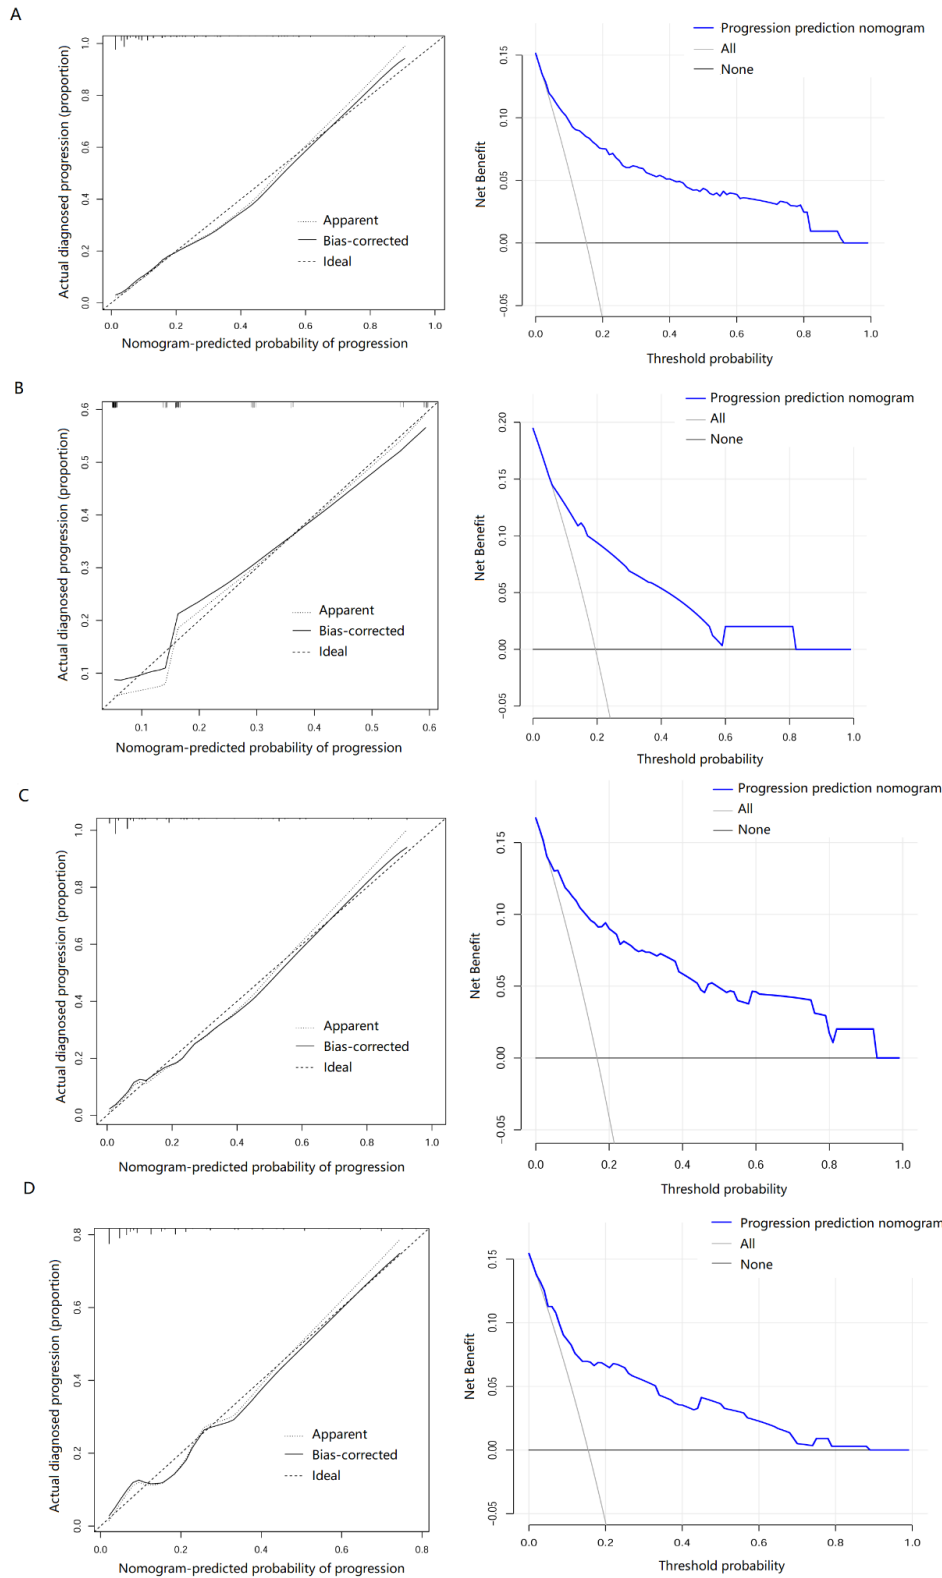 A
Actual diagnosed progression (proportion)
1.0
0.8
0.6
0.4
0.2
0.0
Apparent
Bias-corrected
Ideal
0.0 0.2 0.4 0.6 0.8 1.0
Nomogram-predicted probability of progression
Progression prediction nomogram
All
None
Net Benefit
0.15
0.10
0.05
0.00
−0.05
0.0 0.2 0.4 0.6 0.8 1.0
Threshold probability
B
Actual diagnosed progression (proportion)
0.6
0.5
0.4
0.3
0.2
0.1
Apparent
Bias-corrected
Ideal
0.1 0.2 0.3 0.4 0.5 0.6
Nomogram-predicted probability of progression
Progression prediction nomogram
All
None
Net Benefit
0.20
0.15
0.10
0.05
0.00
−0.05
0.0 0.2 0.4 0.6 0.8 1.0
Threshold probability
C
Actual diagnosed progression (proportion)
1.0
0.8
0.6
0.4
0.2
0.0
Apparent
Bias-corrected
Ideal
0.0 0.2 0.4 0.6 0.8 1.0
Nomogram-predicted probability of progression
Progression prediction nomogram
All
None
Net Benefit
0.15
0.10
0.05
0.00
−0.05
0.0 0.2 0.4 0.6 0.8 1.0
Threshold probability
D
Actual diagnosed progression (proportion)
0.8
0.6
0.4
0.2
0.0
Apparent
Bias-corrected
Ideal
0.0 0.2 0.4 0.6 0.8
Nomogram-predicted probability of progression
Progression prediction nomogram
All
None
Net Benefit
0.15
0.10
0.05
0.00
−0.05
0.0 0.2 0.4 0.6 0.8 1.0
Threshold probability